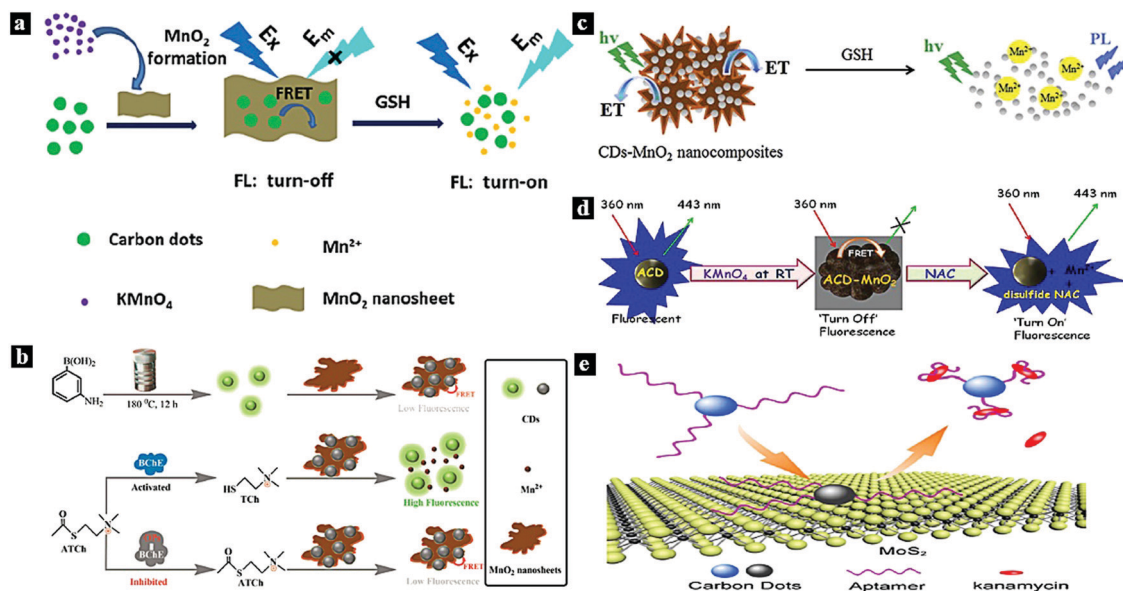 a
MnO₂
formation
Ex
Em
FRET
GSH
Ex
Em
FL: turn-off
FL: turn-on
Carbon dots
Mn²⁺
KMnO₄
MnO₂ nanosheet
b
B(OH)₂
NH₂
180 ⁰C, 12 h
FRET
Low Fluorescence
CDs
BChE
Activated
HS
N
TCh
High Fluorescence
Mn²⁺
O
S
N
ATCh
BChE
Inhibited
O
S
N
ATCh
FRET
Low Fluorescence
MnO₂ nanosheets
c
hv
ET
ET
GSH
hv
PL
Mn²⁺
Mn²⁺
Mn²⁺
Mn²⁺
CDs-MnO₂ nanocomposites
d
360 nm
443 nm
360 nm
360 nm
443 nm
ACD
KMnO₄ at RT
FRET
ACD-MnO₂
NAC
+ Mn²⁺
+
disulfide NAC
Fluorescent
'Turn Off'
Fluorescence
'Turn On'
Fluorescence
e
MoS₂
Carbon Dots
Aptamer
kanamycin